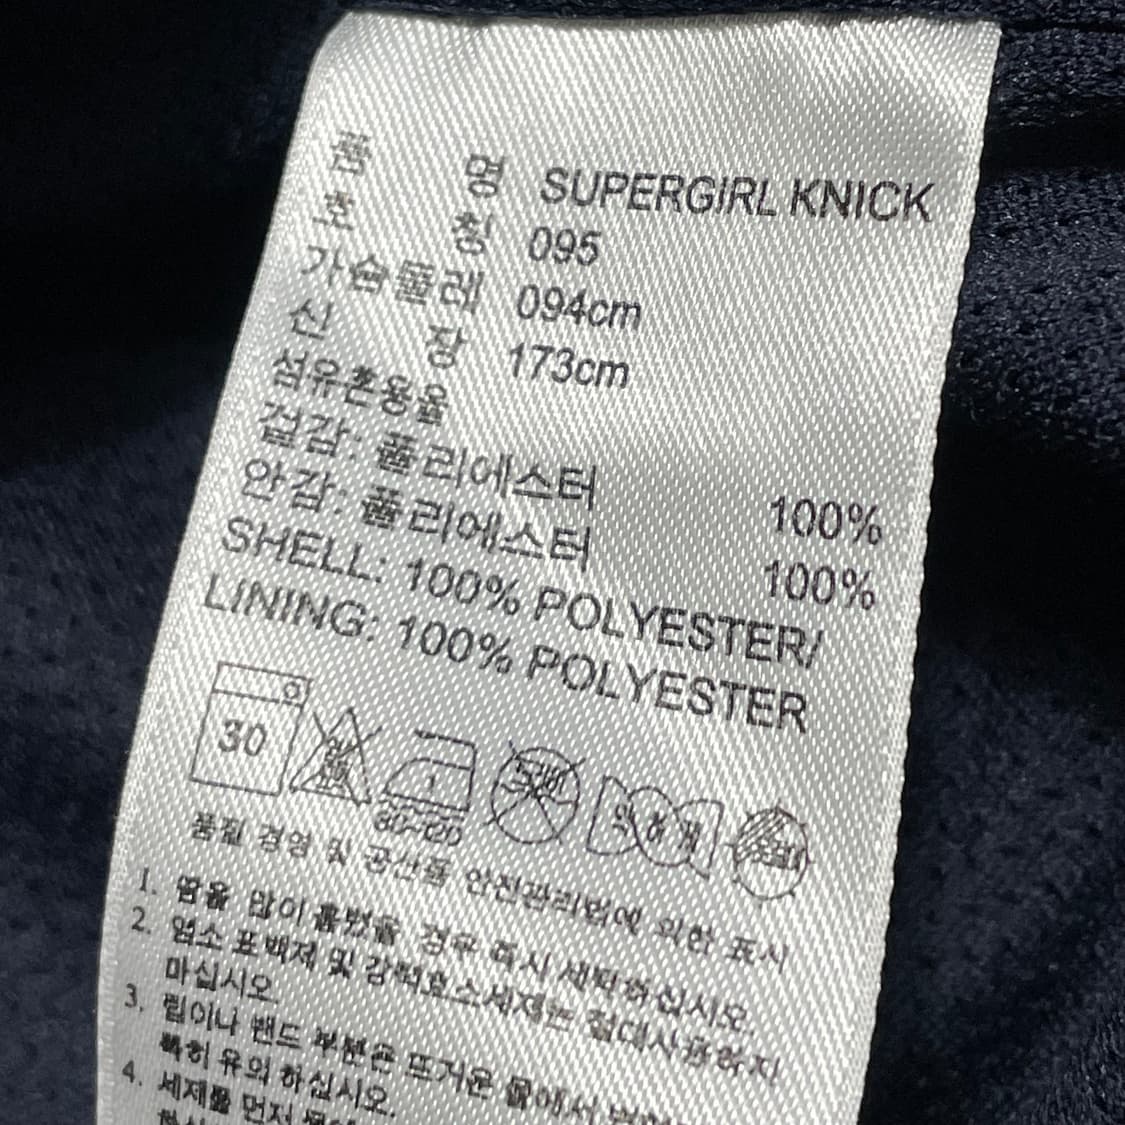 품 명 SUPERGIRL KNICK
호 칭 095
가슴둘레 094cm
신 장 173cm
섬유혼용율
겉감: 폴리에스터 100%
안감: 폴리에스터 100%
SHELL: 100% POLYESTER/
LINING: 100% POLYESTER
30
80~120
품질 경영 및 공산품 안전관리법에 의한 표시
1. 땀을 많이 흘렸을 경우 즉시 세탁하십시오.
2. 염소 표백제 및 강력효소세제는 절대사용하지
마십시오.
3. 립이나 밴드 부분은 뜨거운 물에서
특히 유의 하십시오.
4. 세제를 먼저